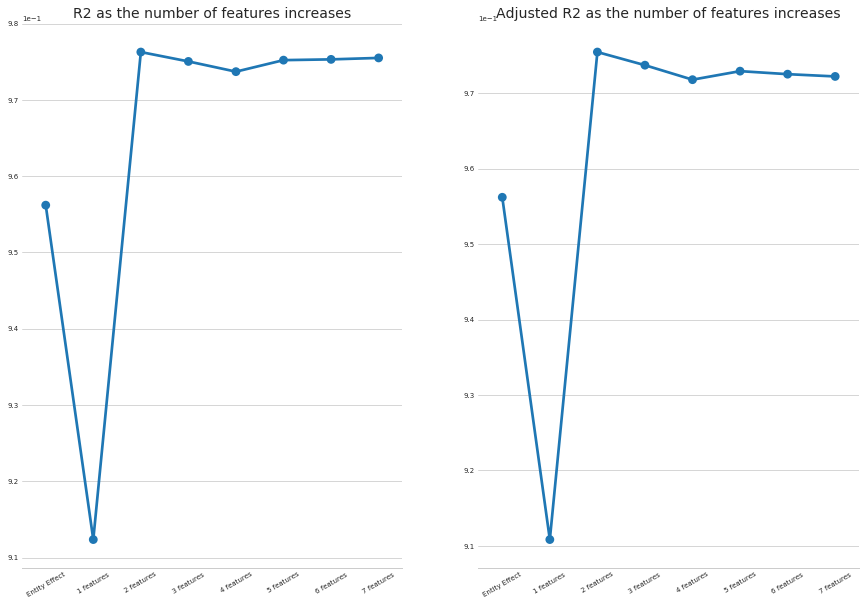 R2 as the number of features increases
1e−1
9.8
9.7
9.6
9.5
9.4
9.3
9.2
9.1
Entity Effect
1 features
2 features
3 features
4 features
5 features
6 features
7 features
Adjusted R2 as the number of features increases
1e−1
9.7
9.6
9.5
9.4
9.3
9.2
9.1
Entity Effect
1 features
2 features
3 features
4 features
5 features
6 features
7 features